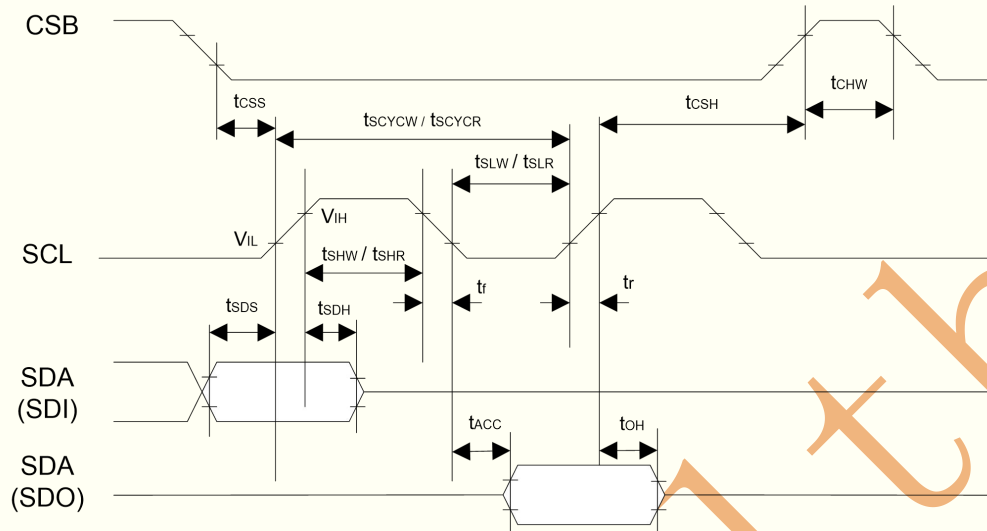 CSB
tCSS
tSCYCW / tSCYCR
tCSH
tCHW
tSLW / tSLR
VIH
VIL
SCL
tSHW / tSHR
tf
tr
tSDS
tSDH
SDA
(SDI)
tACC
tOH
SDA
(SDO)